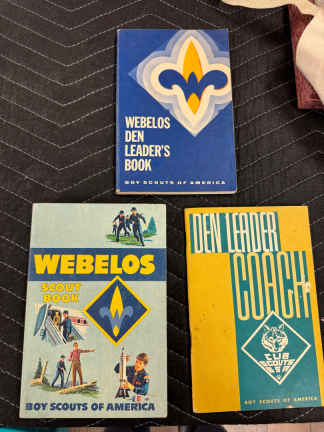 WEBELOS
DEN
LEADER'S
BOOK
BOY SCOUTS OF AMERICA
WEBELOS
SCOUT
BOOK
BOY SCOUTS OF AMERICA
DEN LEADER
COACH
CUB
SCOUTS
BSA
BOY SCOUTS OF AMERICA